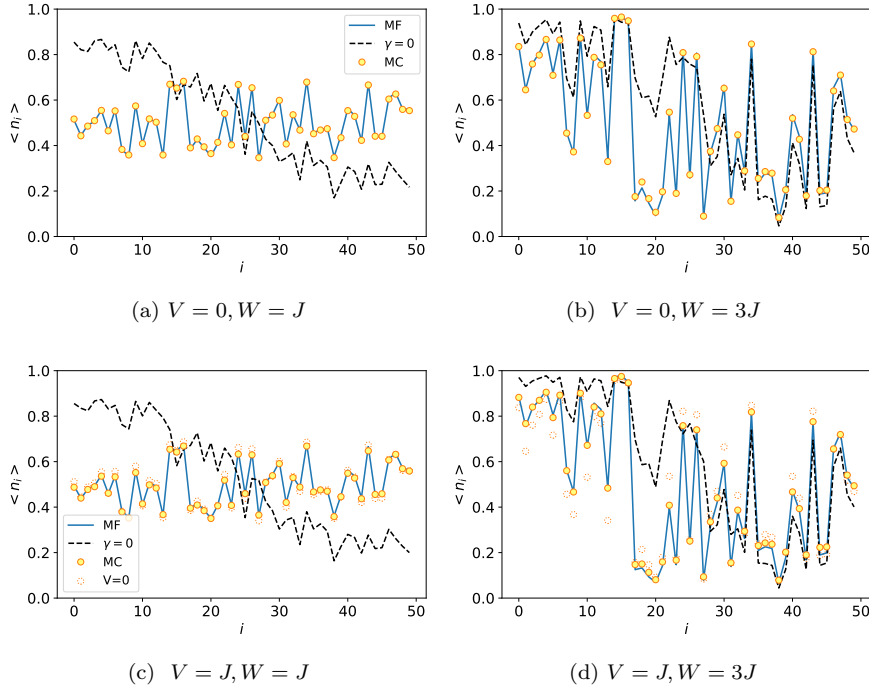 1.0
0.8
0.6
0.4
0.2
0.0
< n_i >
MF
γ = 0
MC
0 10 20 30 40 50
i
(a) V = 0, W = J
1.0
0.8
0.6
0.4
0.2
0.0
< n_i >
0 10 20 30 40 50
i
(b) V = 0, W = 3J
1.0
0.8
0.6
0.4
0.2
0.0
< n_i >
MF
γ = 0
MC
V=0
0 10 20 30 40 50
i
(c) V = J, W = J
1.0
0.8
0.6
0.4
0.2
0.0
< n_i >
0 10 20 30 40 50
i
(d) V = J, W = 3J